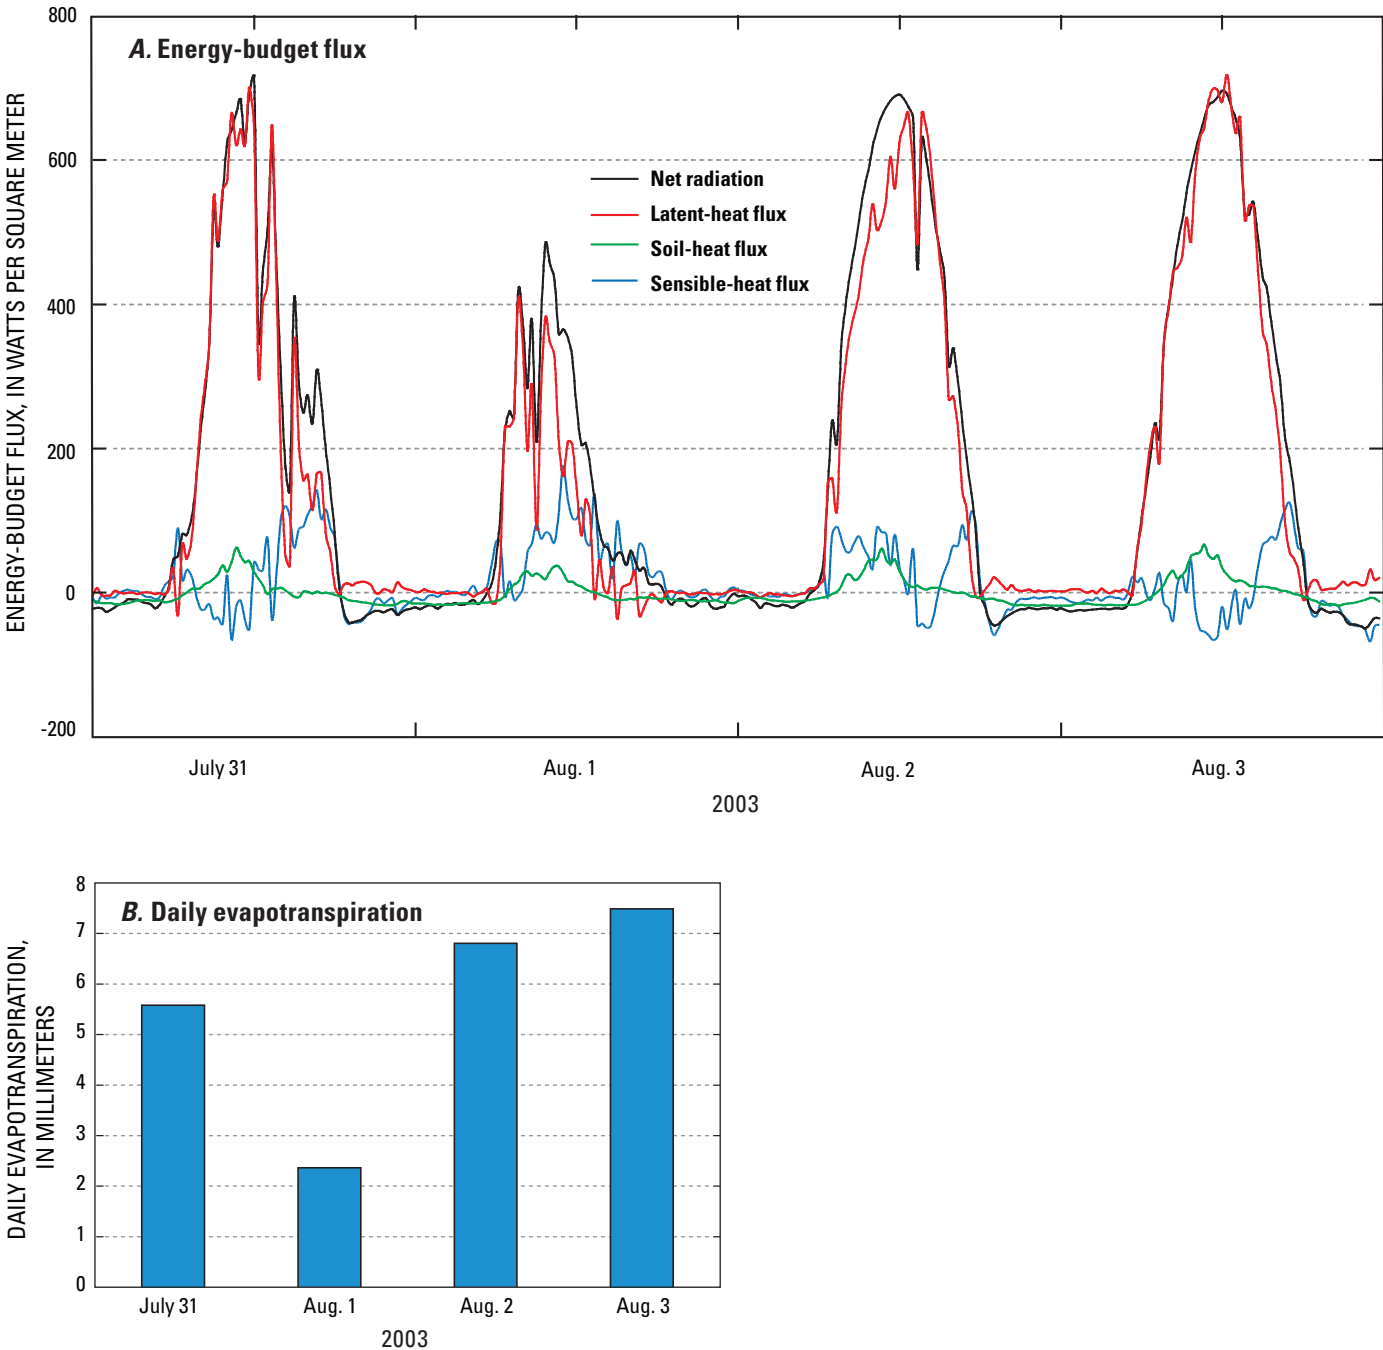 A. Energy-budget flux
ENERGY-BUDGET FLUX, IN WATTS PER SQUARE METER
800
600
400
200
0
-200
Net radiation
Latent-heat flux
Soil-heat flux
Sensible-heat flux
July 31
Aug. 1
Aug. 2
Aug. 3
2003
B. Daily evapotranspiration
DAILY EVAPOTRANSPIRATION,
IN MILLIMETERS
8
7
6
5
4
3
2
1
0
July 31
Aug. 1
Aug. 2
Aug. 3
2003